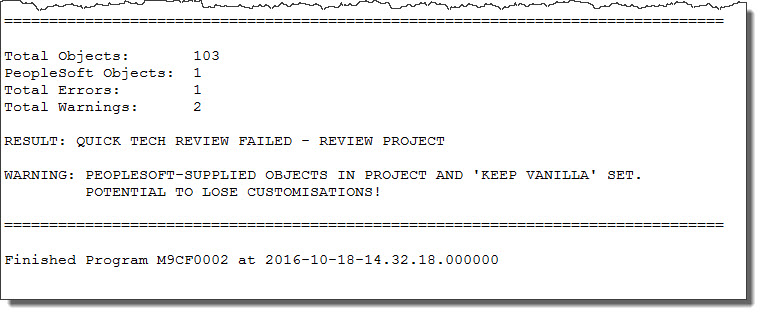 ================================================================================
Total Objects:       103
PeopleSoft Objects:  1
Total Errors:        1
Total Warnings:      2
RESULT: QUICK TECH REVIEW FAILED - REVIEW PROJECT
WARNING: PEOPLESOFT-SUPPLIED OBJECTS IN PROJECT AND 'KEEP VANILLA' SET.
         POTENTIAL TO LOSE CUSTOMISATIONS!
================================================================================
Finished Program M9CF0002 at 2016-10-18-14.32.18.000000